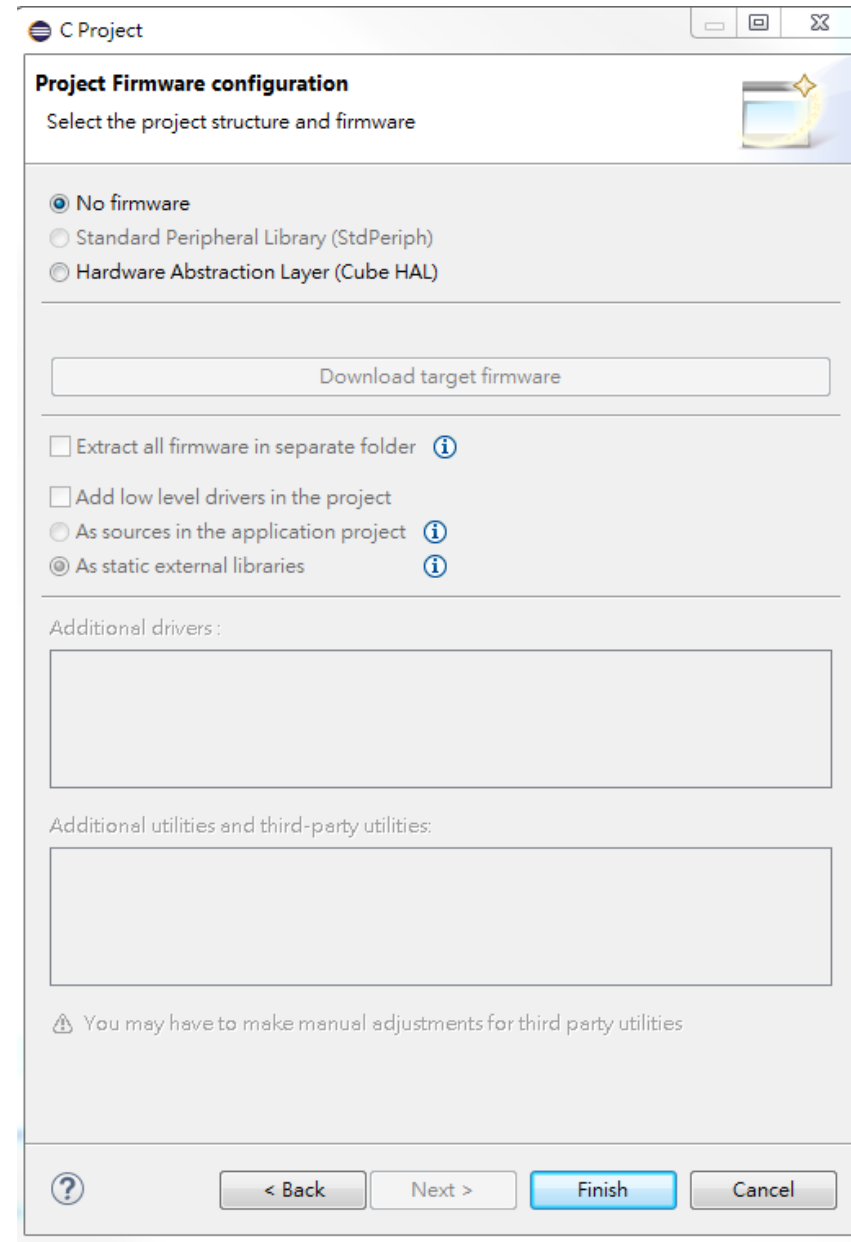 C Project
Project Firmware configuration
Select the project structure and firmware
No firmware
Standard Peripheral Library (StdPeriph)
Hardware Abstraction Layer (Cube HAL)
Download target firmware
Extract all firmware in separate folder
Add low level drivers in the project
As sources in the application project
As static external libraries
Additional drivers :
Additional utilities and third-party utilities:
You may have to make manual adjustments for third party utilities
< Back
Next >
Finish
Cancel